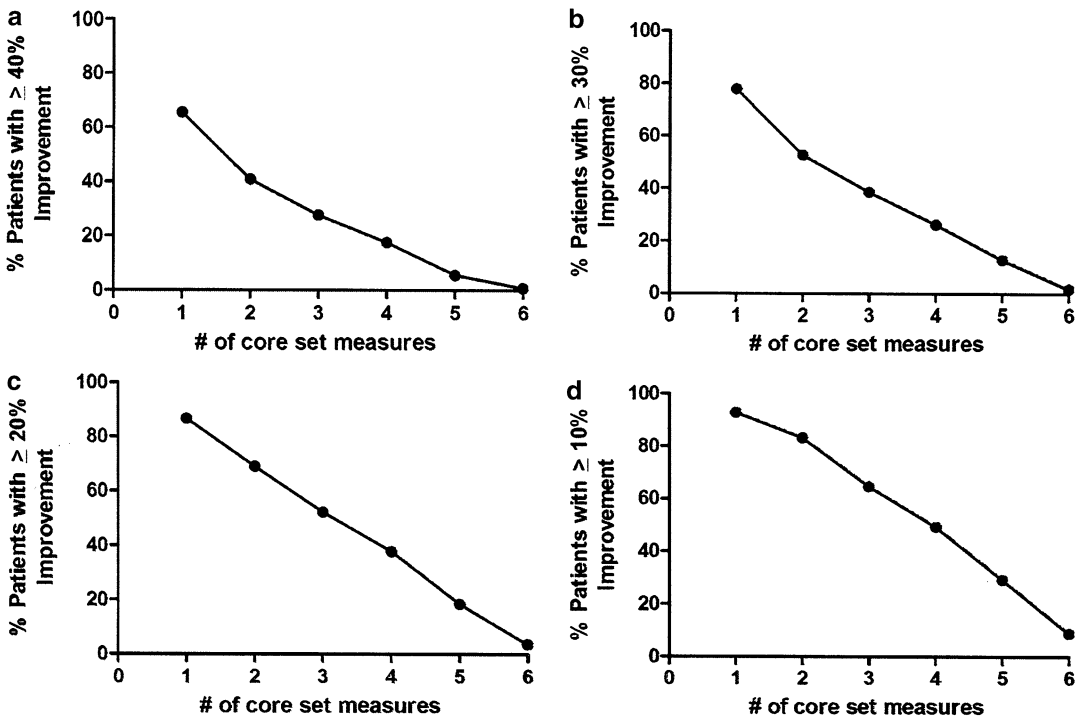 a
% Patients with ≥ 40%
Improvement
100
80
60
40
20
0
0 1 2 3 4 5 6
# of core set measures
b
% Patients with ≥ 30%
Improvement
100
80
60
40
20
0
0 1 2 3 4 5 6
# of core set measures
c
% Patients with ≥ 20%
Improvement
100
80
60
40
20
0
0 1 2 3 4 5 6
# of core set measures
d
% Patients with ≥ 10%
Improvement
100
80
60
40
20
0
0 1 2 3 4 5 6
# of core set measures